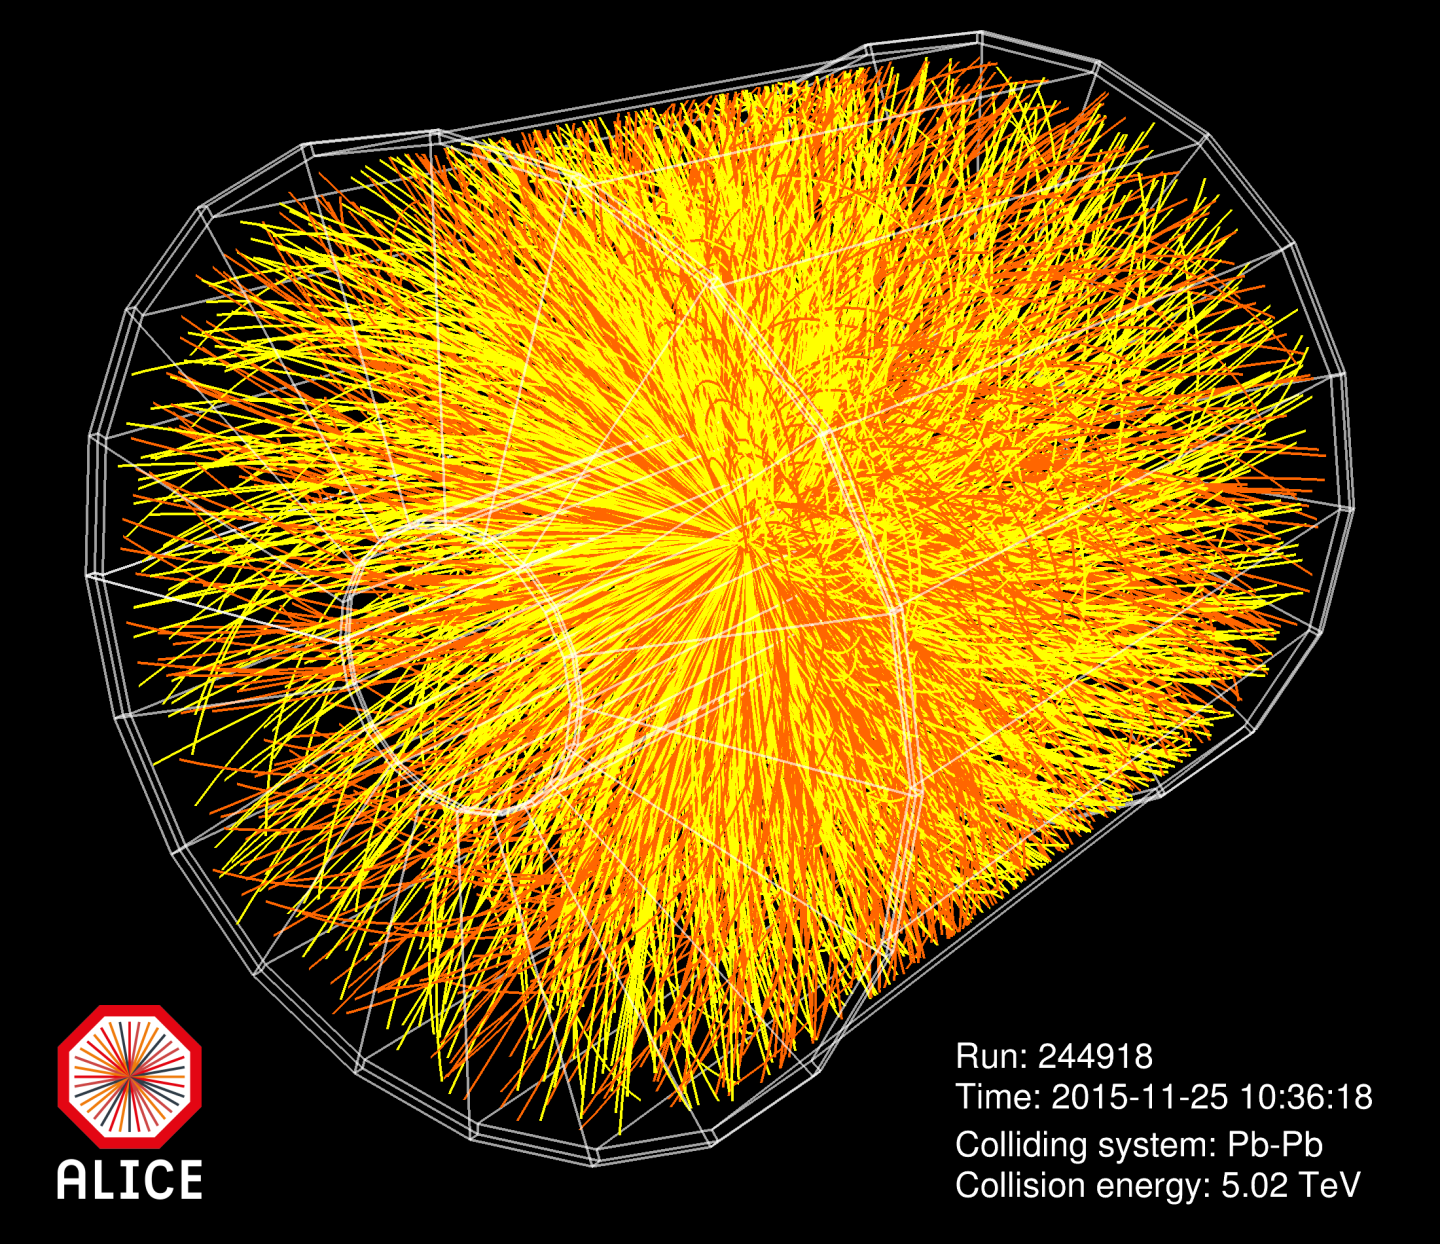 ALICE
Run: 244918
Time: 2015-11-25 10:36:18
Colliding system: Pb-Pb
Collision energy: 5.02 TeV